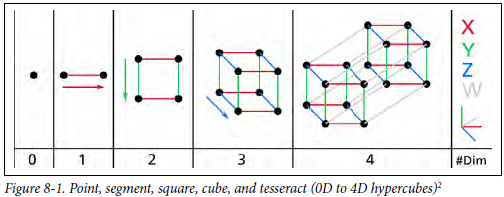 X
Y
Z
W
0 1 2 3 4 #Dim
Figure 8-1. Point, segment, square, cube, and tesseract (0D to 4D hypercubes)2